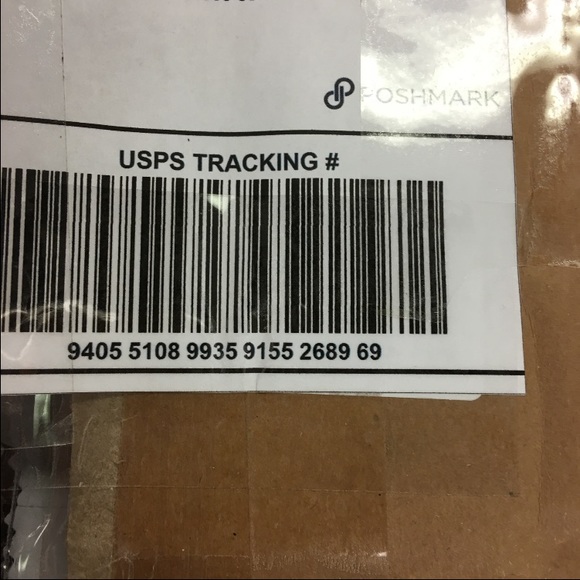 POSHMARK
USPS TRACKING #
9405 5108 9935 9155 2689 69